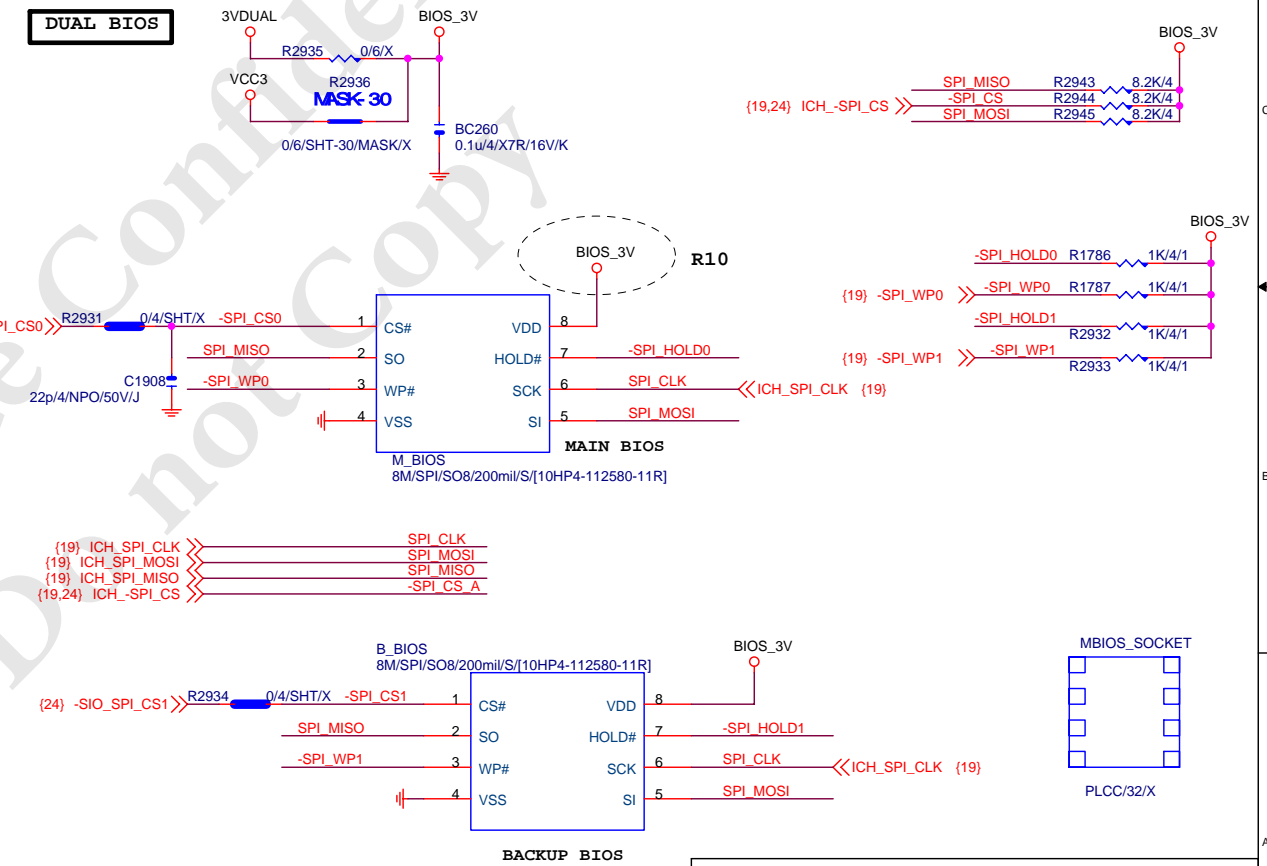 DUAL BIOS
3VDUAL
BIOS_3V
R2935 0/6/X
VCC3
R2936
MASK-30
0/6/SHT-30/MASK/X
BC260
0.1u/4/X7R/16V/K
BIOS_3V
SPI_MISO R2943 8.2K/4
{19,24} ICH_-SPI_CS -SPI_CS R2944 8.2K/4
SPI_MOSI R2945 8.2K/4
BIOS_3V
R10
BIOS_3V
-SPI_HOLD0 R1786 1K/4/1
{19} -SPI_WP0 -SPI_WP0 R1787 1K/4/1
-SPI_HOLD1 R2932 1K/4/1
{19} -SPI_WP1 -SPI_WP1 R2933 1K/4/1
PI_CS0 R2931 0/4/SHT/X -SPI_CS0 1 CS# VDD 8
SPI_MISO 2 SO HOLD# 7 -SPI_HOLD0
C1908 -SPI_WP0 3 WP# SCK 6 SPI_CLK ICH_SPI_CLK {19}
22p/4/NPO/50V/J
4 VSS SI 5 SPI_MOSI
MAIN BIOS
M_BIOS
8M/SPI/SO8/200mil/S/[10HP4-112580-11R]
{19} ICH_SPI_CLK SPI_CLK
{19} ICH_SPI_MOSI SPI_MOSI
{19} ICH_SPI_MISO SPI_MISO
{19,24} ICH_-SPI_CS -SPI_CS_A
B_BIOS
8M/SPI/SO8/200mil/S/[10HP4-112580-11R]
BIOS_3V
MBIOS_SOCKET
{24} -SIO_SPI_CS1 R2934 0/4/SHT/X -SPI_CS1 1 CS# VDD 8
SPI_MISO 2 SO HOLD# 7 -SPI_HOLD1
-SPI_WP1 3 WP# SCK 6 SPI_CLK ICH_SPI_CLK {19}
4 VSS SI 5 SPI_MOSI
PLCC/32/X
BACKUP BIOS
C
B
A
Confide
Do not Copy